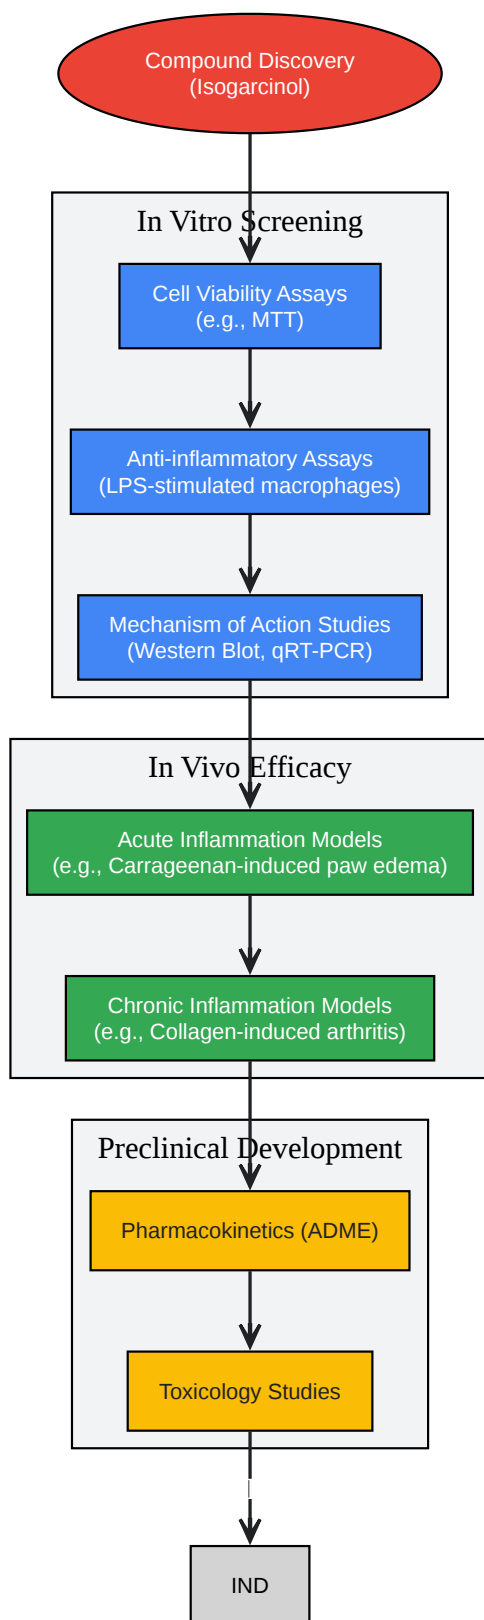 Compound Discovery
(Isogarcinol)
In Vitro Screening
Cell Viability Assays
(e.g., MTT)
Anti-inflammatory Assays
(LPS-stimulated macrophages)
Mechanism of Action Studies
(Western Blot, qRT-PCR)
In Vivo Efficacy
Acute Inflammation Models
(e.g., Carrageenan-induced paw edema)
Chronic Inflammation Models
(e.g., Collagen-induced arthritis)
Preclinical Development
Pharmacokinetics (ADME)
Toxicology Studies
IND